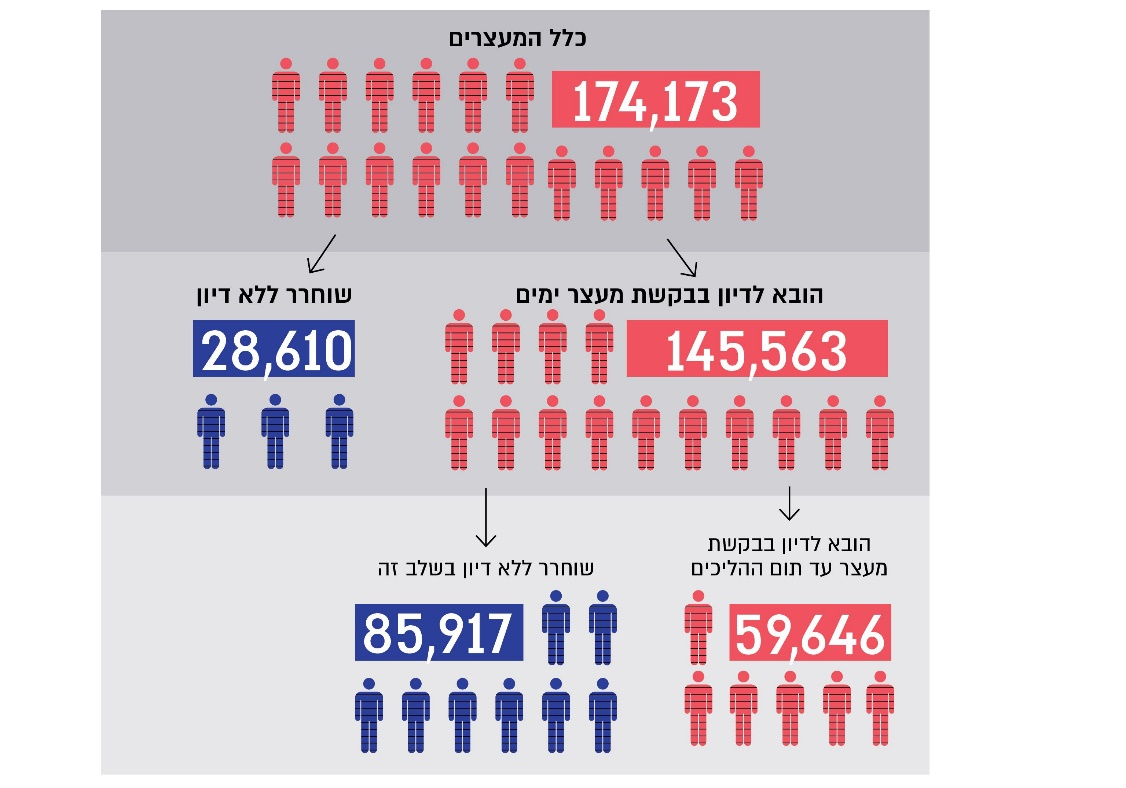 כלל המעצרים
174,173
הובא לדיון בבקשת מעצר ימים
145,563
שוחרר ללא דיון
28,610
הובא לדיון בבקשת
מעצר עד תום ההליכים
59,646
שוחרר ללא דיון בשלב זה
85,917